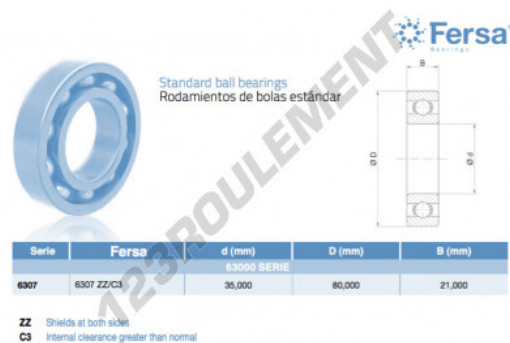 Fersa
Bearings
Standard ball bearings
Rodamientos de bolas estándar
B
Ø D
Ø d
123ROULEMENT
Serie Fersa d (mm) D (mm) B (mm)
63000 SERIE
6307 6307 ZZ/C3 35,000 80,000 21,000
ZZ Shields at both sides
C3 Internal clearance greater than normal